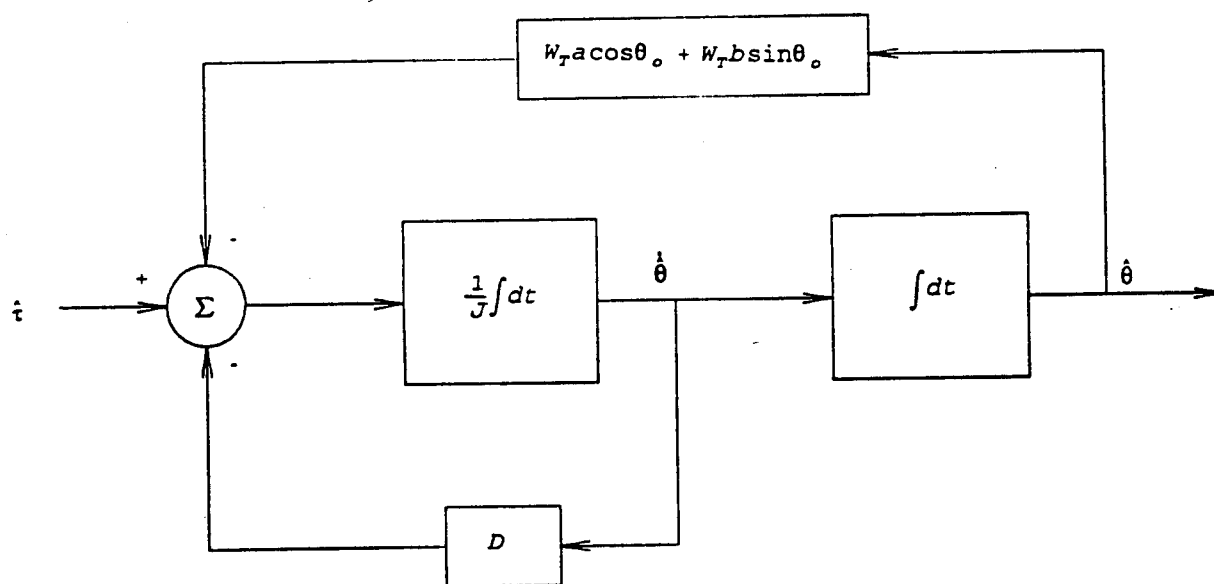 W_T a cosθ_o + W_T b sinθ_o
-
+
τ̂
Σ
1/J ∫dt
θ̇̂
∫dt
θ̂
-
D